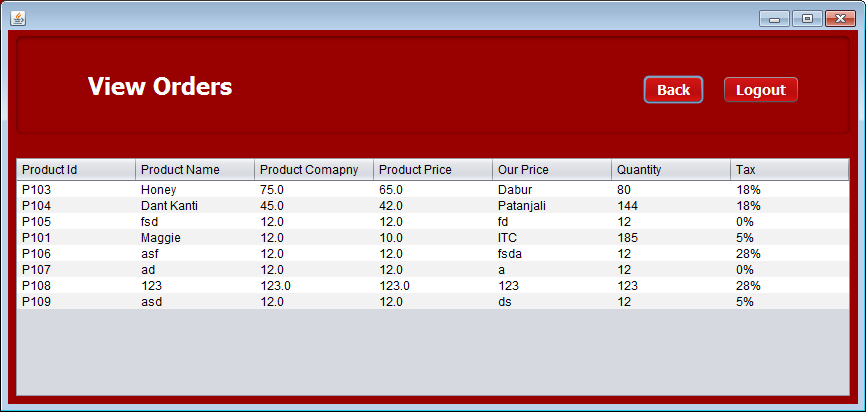 View Orders
Back Logout
Product Id Product Name Product Comapny Product Price Our Price Quantity Tax
P103 Honey 75.0 65.0 Dabur 80 18%
P104 Dant Kanti 45.0 42.0 Patanjali 144 18%
P105 fsd 12.0 12.0 fd 12 0%
P101 Maggie 12.0 10.0 ITC 185 5%
P106 asf 12.0 12.0 fsda 12 28%
P107 ad 12.0 12.0 a 12 0%
P108 123 123.0 123.0 123 123 28%
P109 asd 12.0 12.0 ds 12 5%